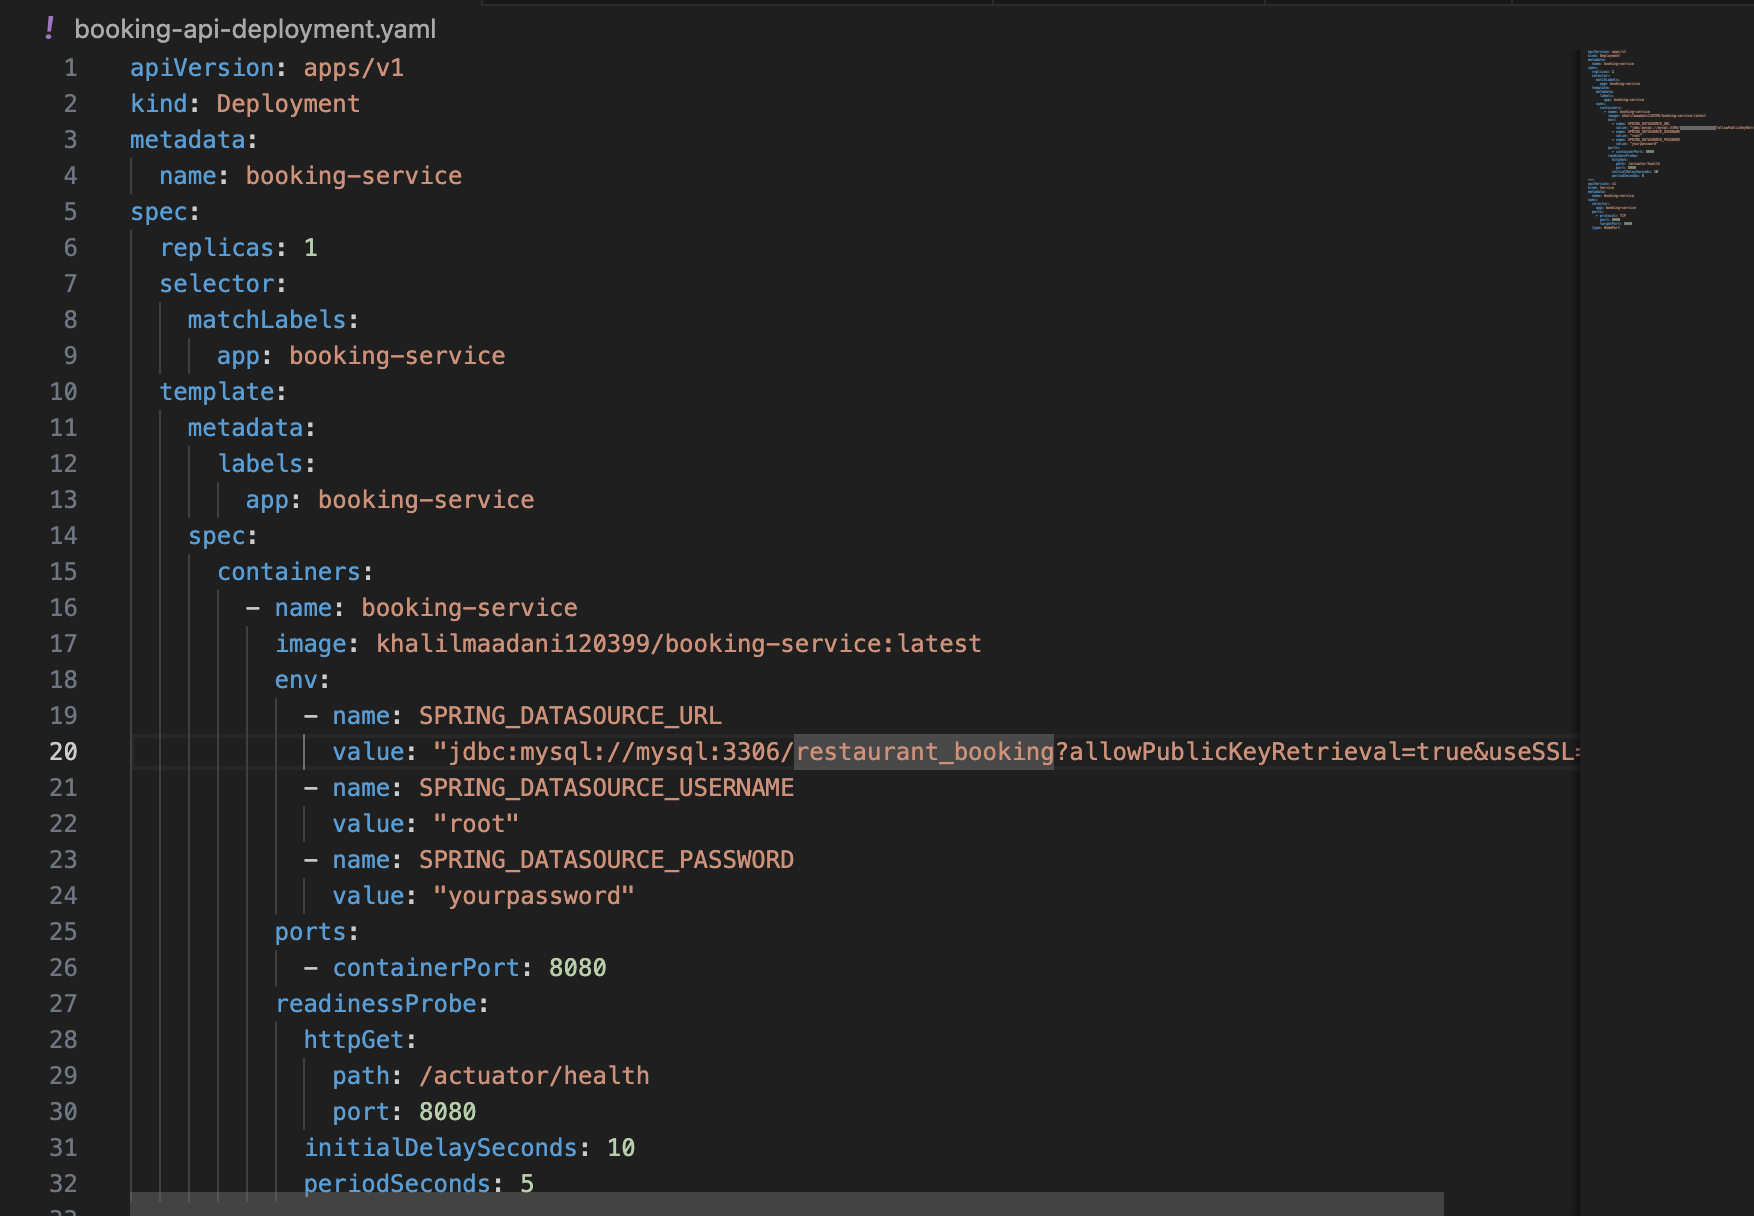 ! booking-api-deployment.yaml
1 apiVersion: apps/v1
2 kind: Deployment
3 metadata:
4   name: booking-service
5 spec:
6   replicas: 1
7   selector:
8     matchLabels:
9       app: booking-service
10   template:
11     metadata:
12       labels:
13         app: booking-service
14     spec:
15       containers:
16         - name: booking-service
17           image: khalilmaadani120399/booking-service:latest
18           env:
19             - name: SPRING_DATASOURCE_URL
20               value: "jdbc:mysql://mysql:3306/restaurant_booking?allowPublicKeyRetrieval=true&useSSL=
21             - name: SPRING_DATASOURCE_USERNAME
22               value: "root"
23             - name: SPRING_DATASOURCE_PASSWORD
24               value: "yourpassword"
25           ports:
26             - containerPort: 8080
27           readinessProbe:
28             httpGet:
29               path: /actuator/health
30               port: 8080
31             initialDelaySeconds: 10
32             periodSeconds: 5